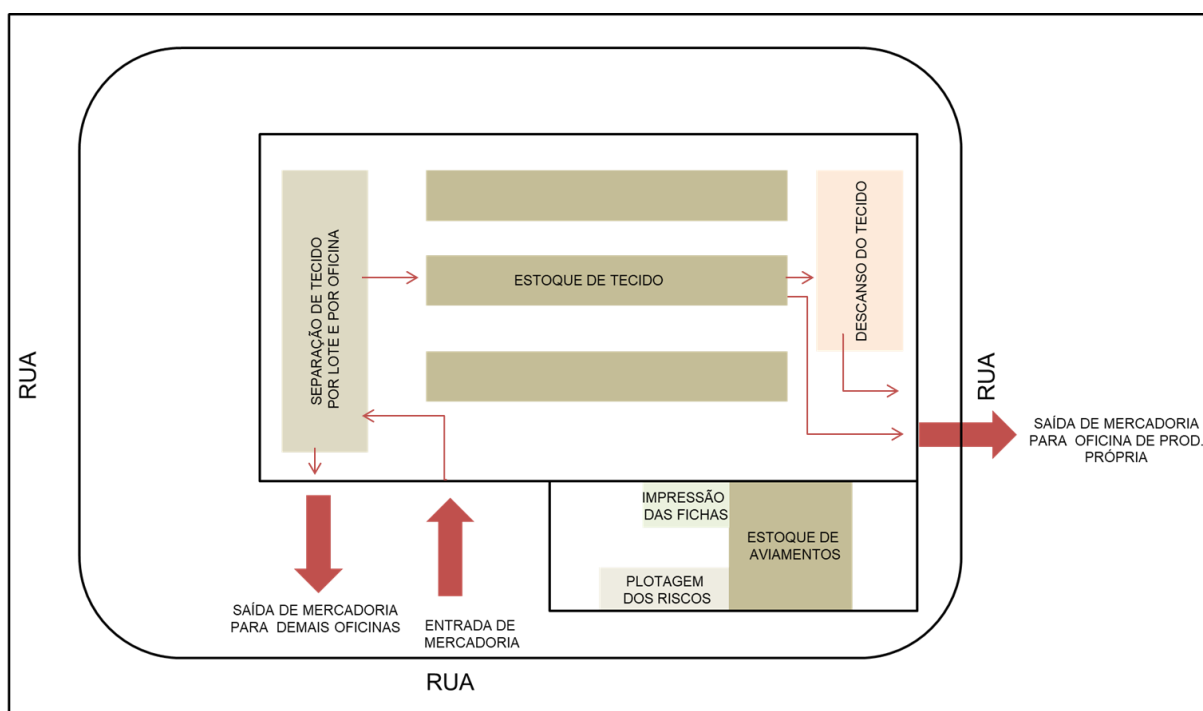 RUA
SEPARAÇÃO DE TECIDO
POR LOTE E POR OFICINA
ESTOQUE DE TECIDO
DESCANSO DO TECIDO
RUA
SAÍDA DE MERCADORIA
PARA OFICINA DE PROD.
PRÓPRIA
IMPRESSÃO
DAS FICHAS
ESTOQUE DE
AVIAMENTOS
PLOTAGEM
DOS RISCOS
SAÍDA DE MERCADORIA
PARA DEMAIS OFICINAS
ENTRADA DE
MERCADORIA
RUA